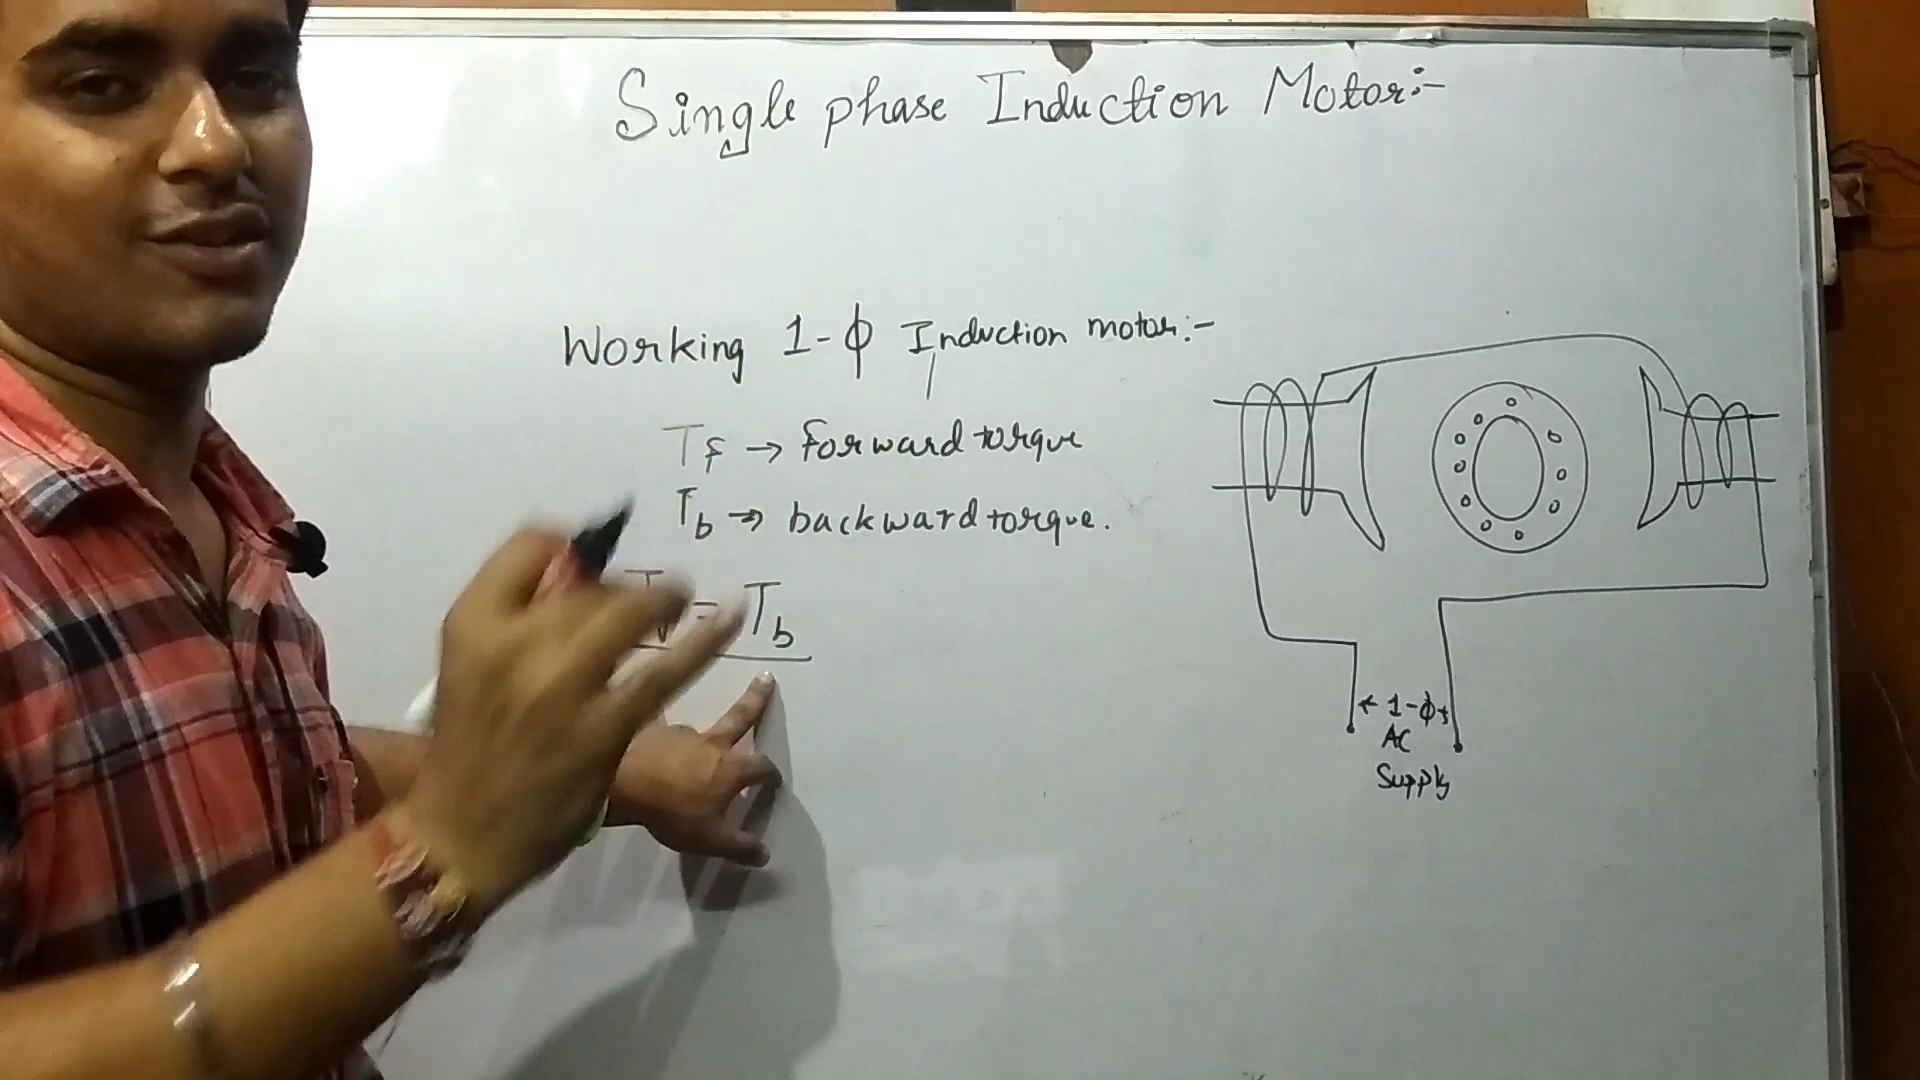 Single phase Induction Motor:-
Working 1-ϕ Induction motor:-
Tf → forward torque
Tb → backward torque.
= Tb
1-ϕ
AC
Supply